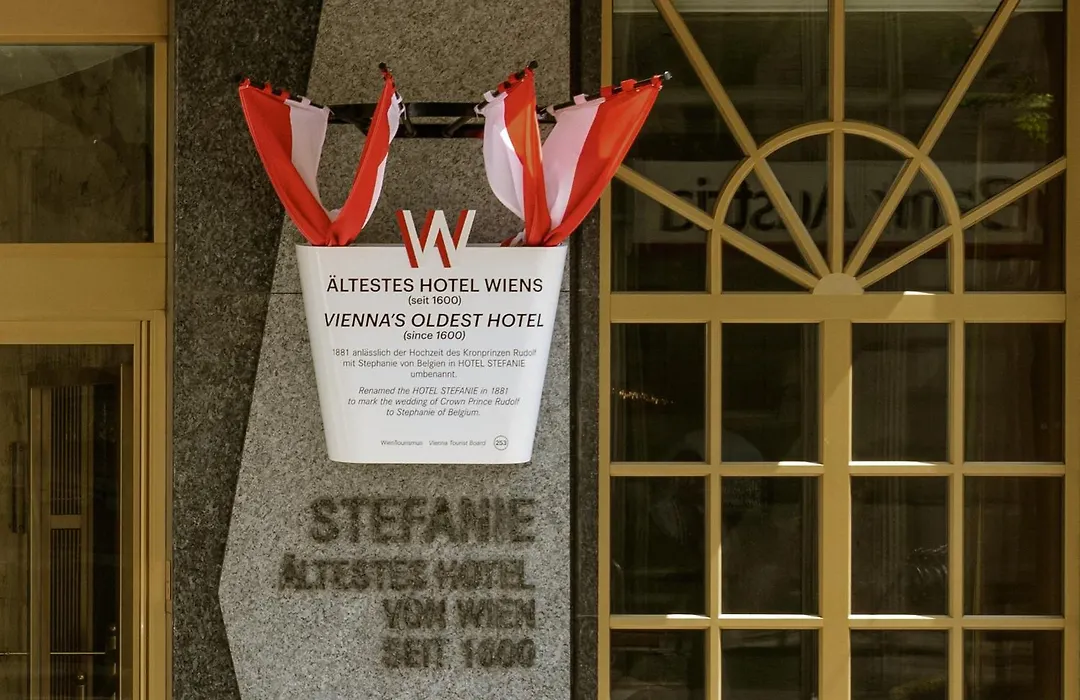 W
ÄLTESTES HOTEL WIENS
(seit 1600)
VIENNA'S OLDEST HOTEL
(since 1600)
1881 anlässlich der Hochzeit des Kronprinzen Rudolf
mit Stephanie von Belgien in HOTEL STEFANIE
umbenannt.
Renamed the HOTEL STEFANIE in 1881
to mark the wedding of Crown Prince Rudolf
to Stephanie of Belgium.
WienTourismus Vienna Tourist Board 253
STEFANIE
ÄLTESTES HOTEL
VON WIEN
SEIT 1600
Bank Austria